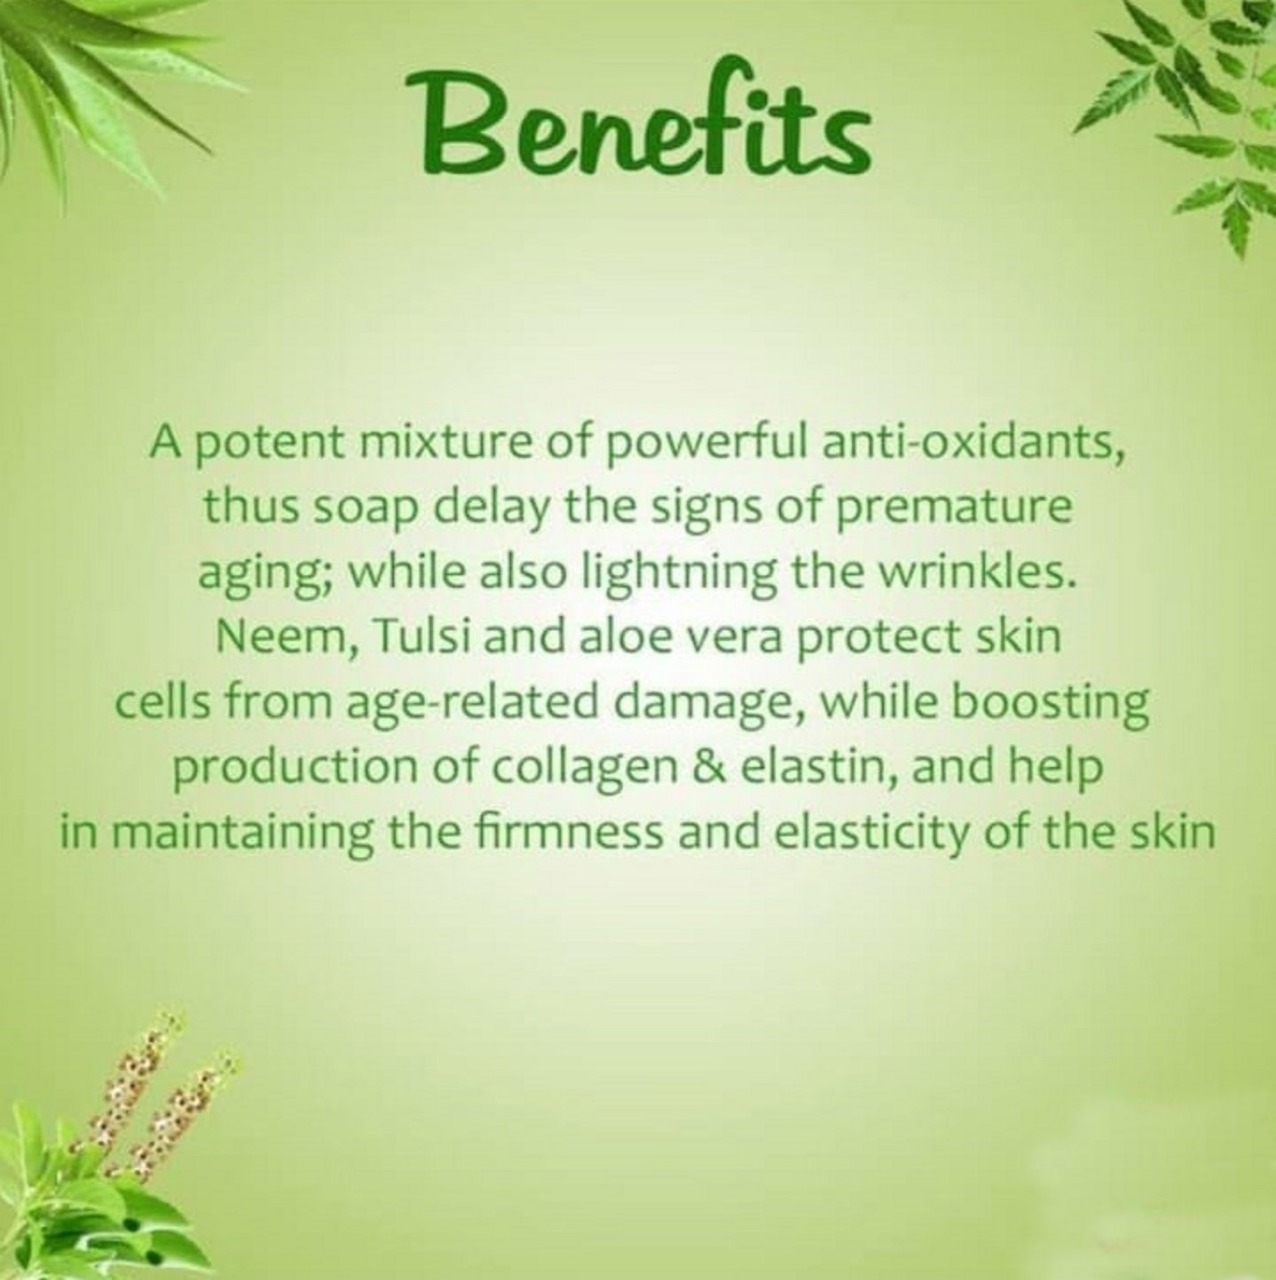 Benefits
A potent mixture of powerful anti-oxidants,
thus soap delay the signs of premature
aging; while also lightning the wrinkles.
Neem, Tulsi and aloe vera protect skin
cells from age-related damage, while boosting
production of collagen & elastin, and help
in maintaining the firmness and elasticity of the skin